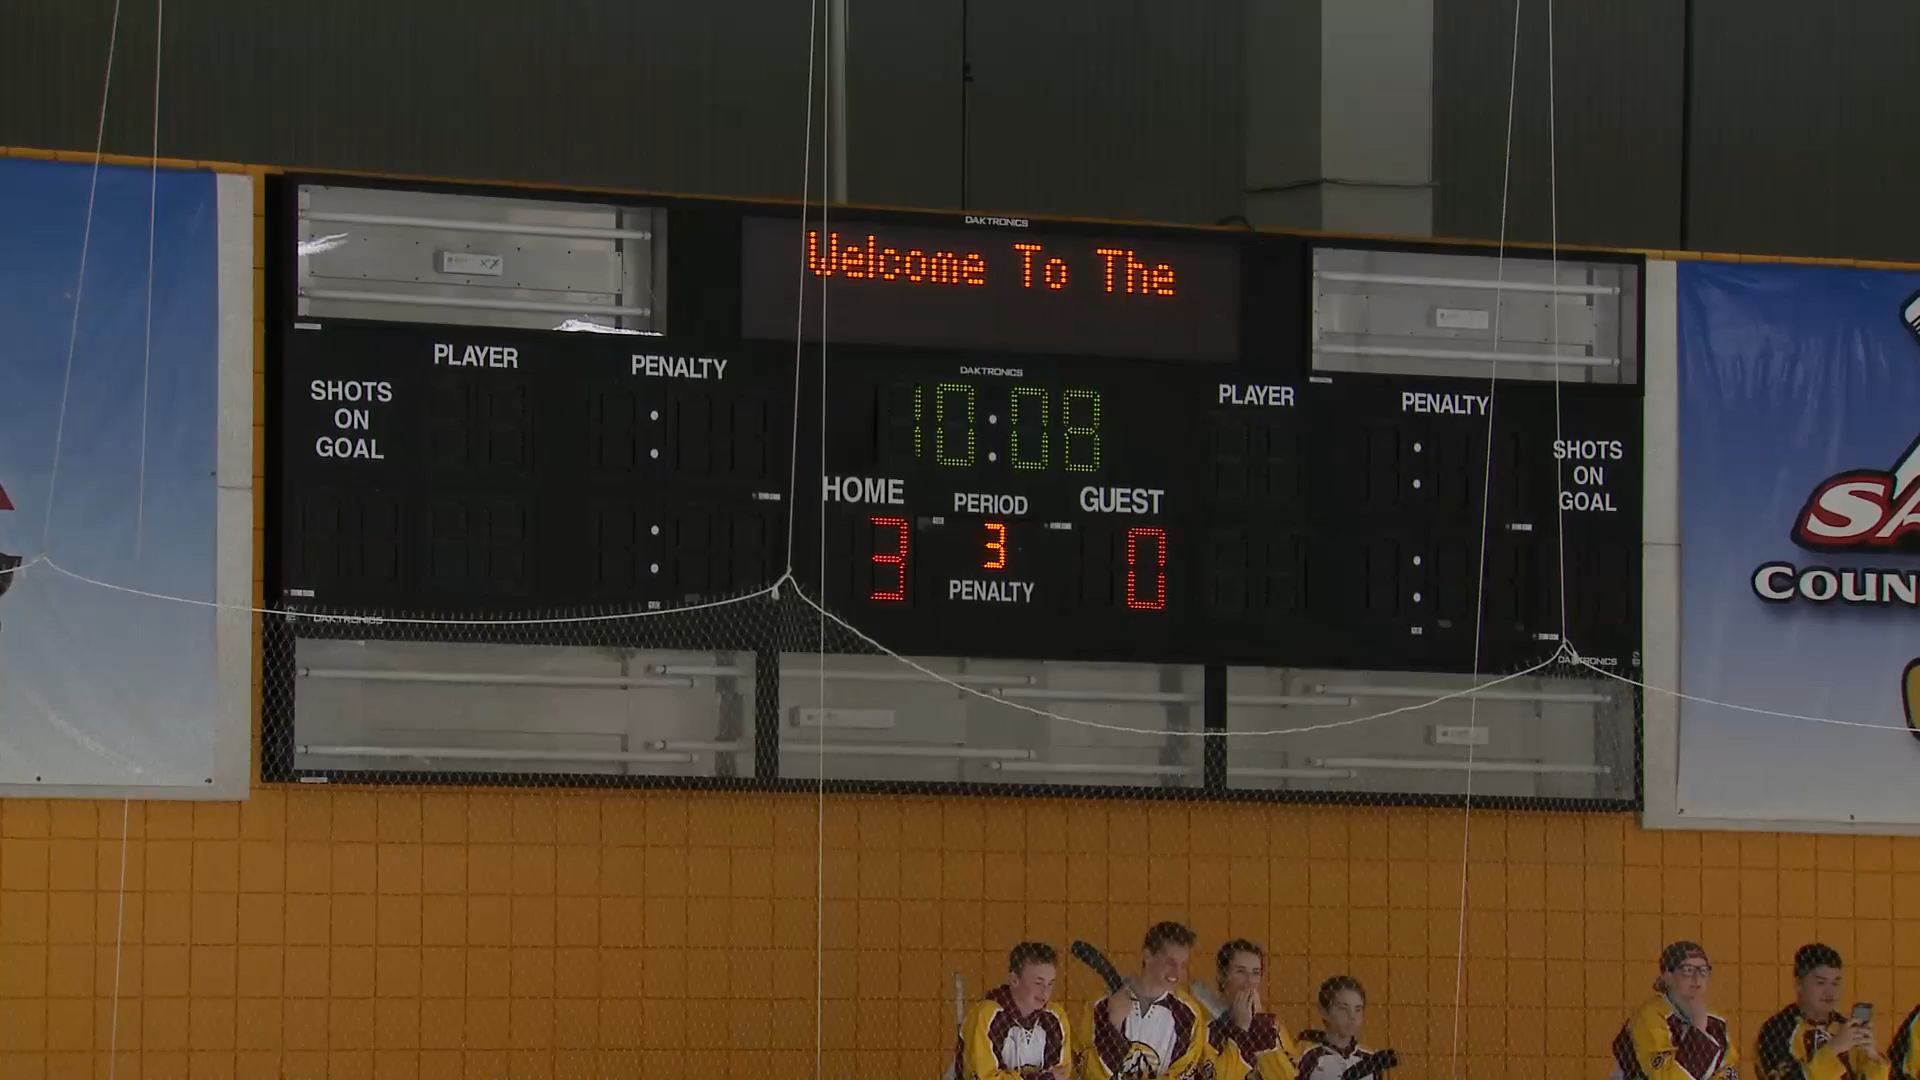 DAKTRONICS
Welcome To The
PLAYER
PENALTY
DAKTRONICS
PLAYER
PENALTY
SHOTS
ON
GOAL
10:08
SHOTS
ON
GOAL
HOME
PERIOD
GUEST
3
3
0
PENALTY
DAKTRONICS
DAKTRONICS
COUN